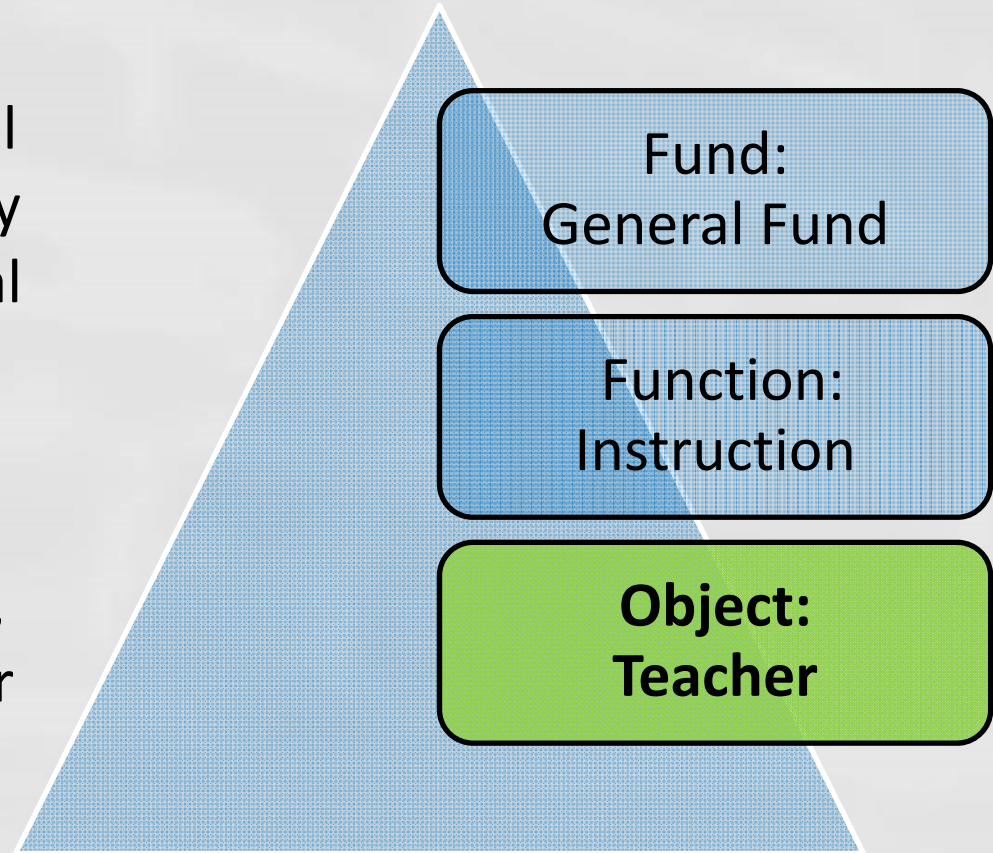 Fund:
General Fund
Function:
Instruction
Object:
Teacher